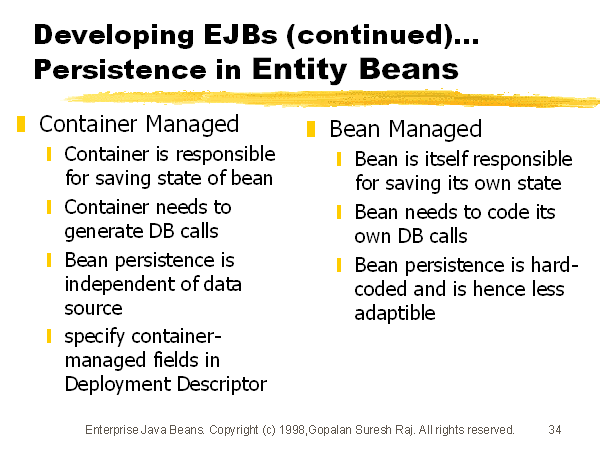 Developing EJBs (continued)...
Persistence in Entity Beans
Container Managed
Container is responsible
for saving state of bean
Container needs to
generate DB calls
Bean persistence is
independent of data
source
specify container-
managed fields in
Deployment Descriptor
Bean Managed
Bean is itself responsible
for saving its own state
Bean needs to code its
own DB calls
Bean persistence is hard-
coded and is hence less
adaptible
Enterprise Java Beans. Copyright (c) 1998,Gopalan Suresh Raj. All rights reserved.
34